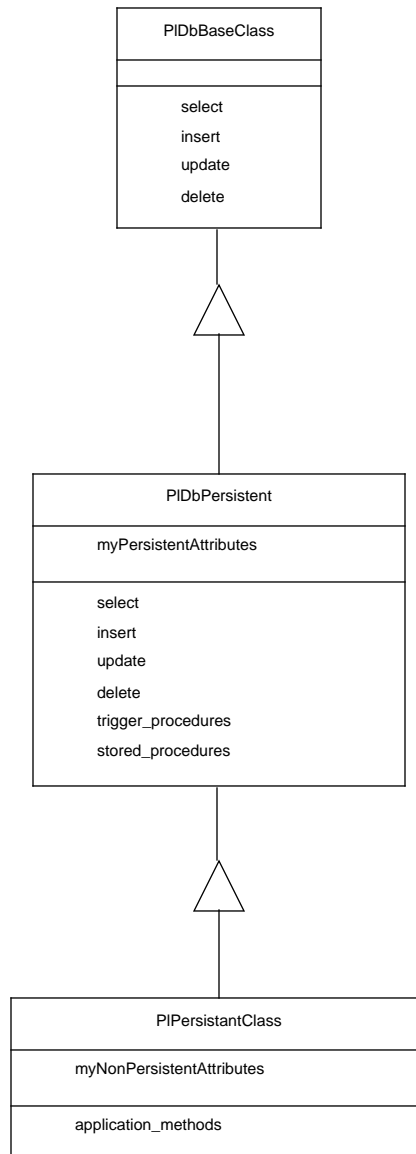 PlDbBaseClass
select
insert
update
delete
PlDbPersistent
myPersistentAttributes
select
insert
update
delete
trigger_procedures
stored_procedures
PlPersistantClass
myNonPersistentAttributes
application_methods